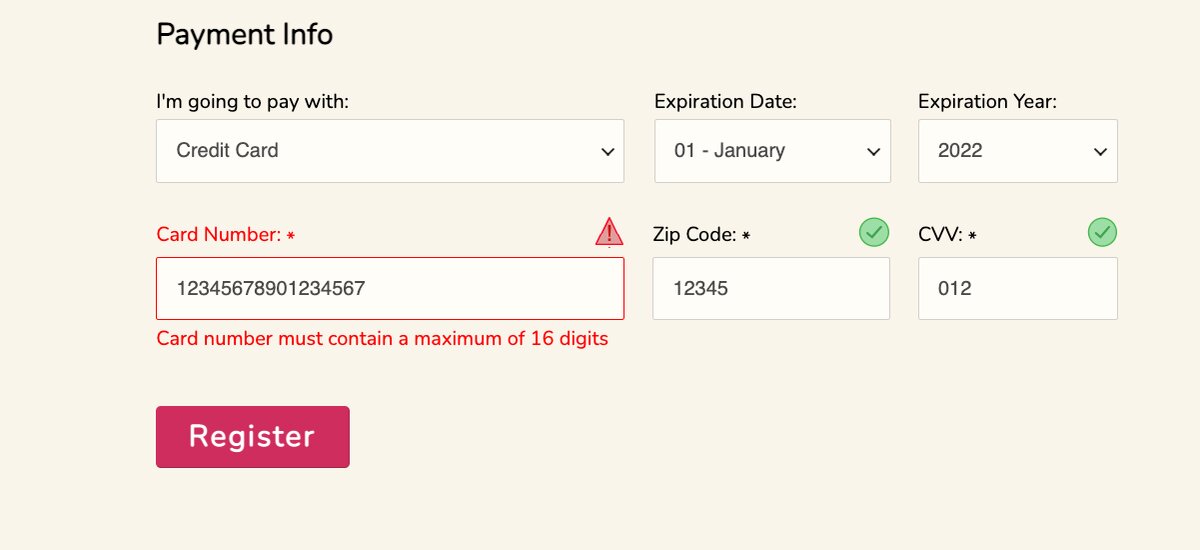 Payment Info
I'm going to pay with: Expiration Date: Expiration Year:
Credit Card 01 - January 2022
Card Number: * Zip Code: * CVV: *
12345678901234567 12345 012
Card number must contain a maximum of 16 digits
Register